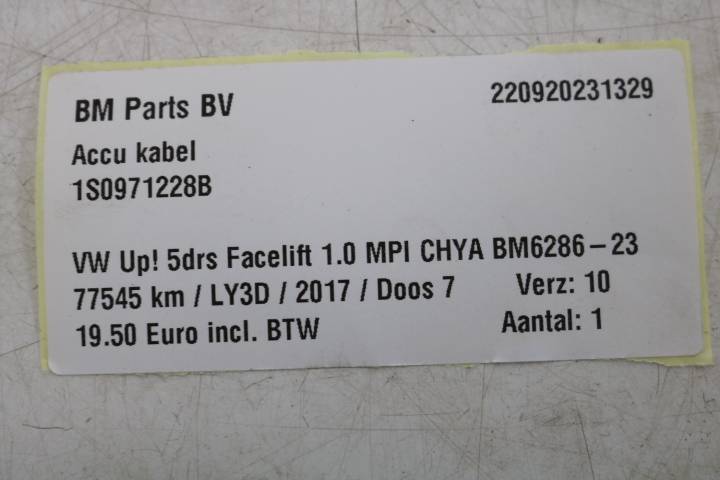 BM Parts BV 220920231329
Accu kabel
1S0971228B
VW Up! 5drs Facelift 1.0 MPI CHYA BM6286-23
77545 km / LY3D / 2017 / Doos 7 Verz: 10
19.50 Euro incl. BTW Aantal: 1